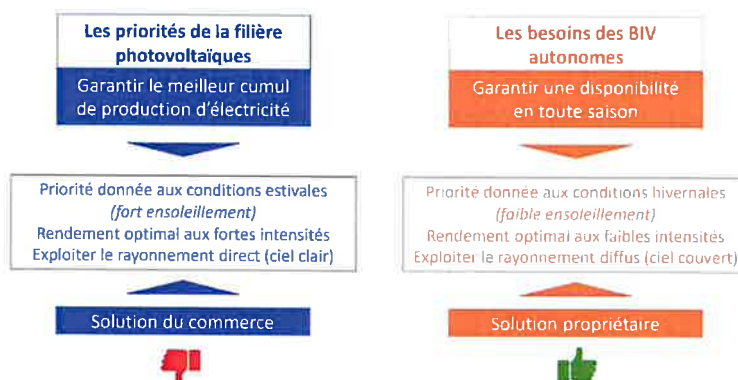 Les priorités de la filière
photovoltaïques
Garantir le meilleur cumul
de production d'électricité
Priorité donnée aux conditions estivales
(fort ensoleillement)
Rendement optimal aux fortes intensités
Exploiter le rayonnement direct (ciel clair)
Solution du commerce
Les besoins des BIV
autonomes
Garantir une disponibilité
en toute saison
Priorité donnée aux conditions hivernales
(faible ensoleillement)
Rendement optimal aux faibles intensités
Exploiter le rayonnement diffus (ciel couvert)
Solution propriétaire